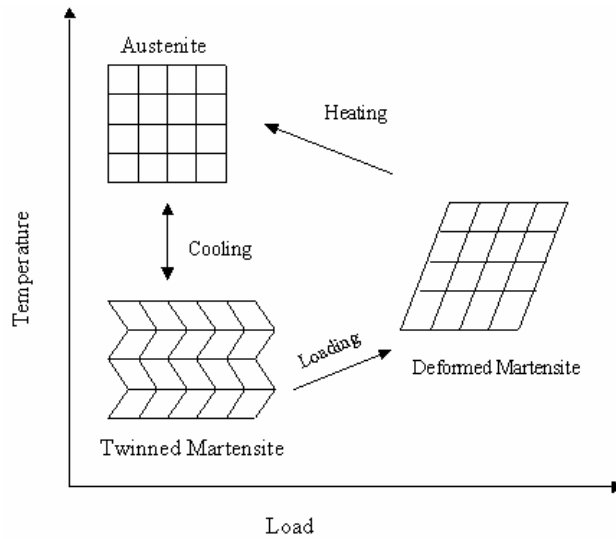 Austenite
Heating
Cooling
Temperature
Loading
Deformed Martensite
Twinned Martensite
Load